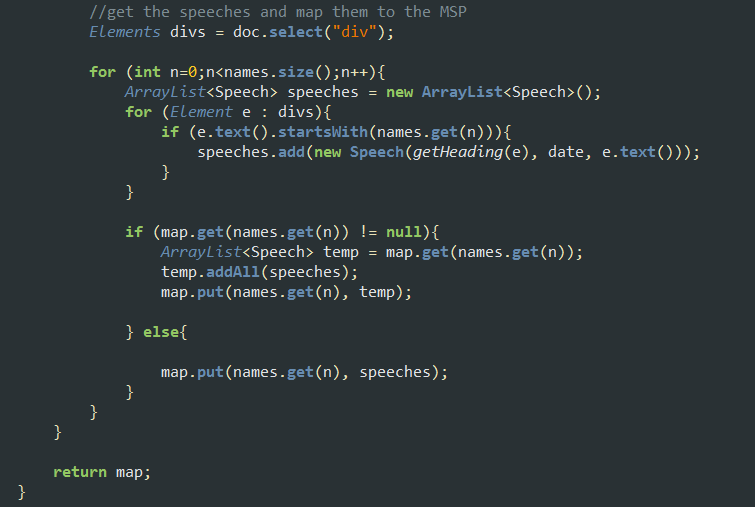 //get the speeches and map them to the MSP
Elements divs = doc.select("div");
for (int n=0;n<names.size();n++){
ArrayList<Speech> speeches = new ArrayList<Speech>();
for (Element e : divs){
if (e.text().startsWith(names.get(n))){
speeches.add(new Speech(getHeading(e), date, e.text()));
}
}
if (map.get(names.get(n)) != null){
ArrayList<Speech> temp = map.get(names.get(n));
temp.addAll(speeches);
map.put(names.get(n), temp);
} else{
map.put(names.get(n), speeches);
}
}
}
return map;
}